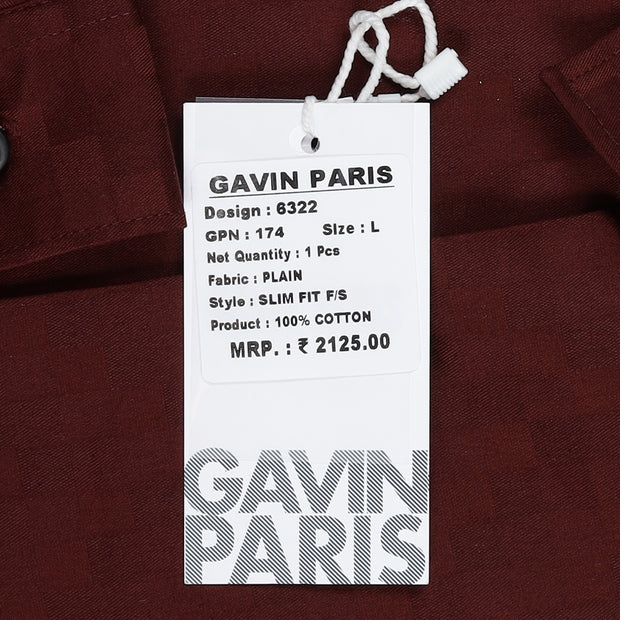 GAVIN PARIS
Design : 6322
GPN : 174 Size : L
Net Quantity : 1 Pcs
Fabric : PLAIN
Style : SLIM FIT F/S
Product : 100% COTTON
MRP. : ₹ 2125.00
GAVIN
PARIS